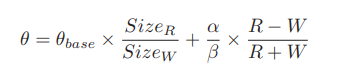 θ = θ_base × Size_R / Size_W + α / β × R − W / R + W